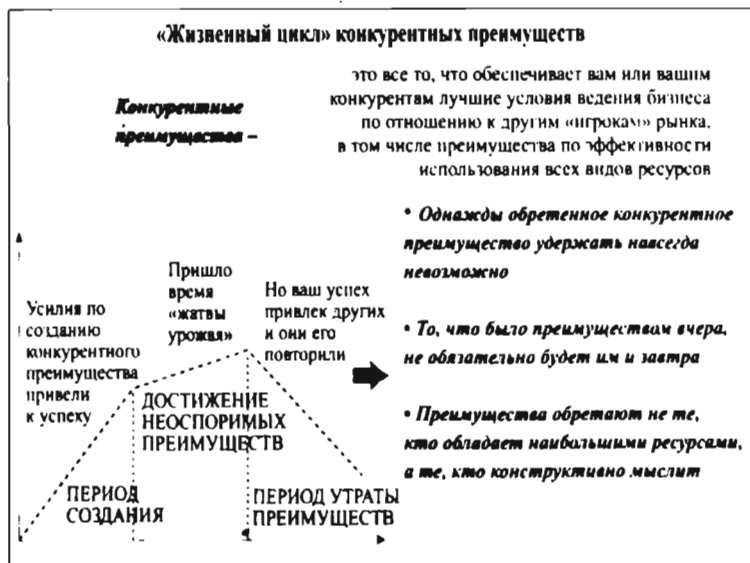 «Жизненный цикл» конкурентных преимуществ
Конкурентные
преимущества –
это все то, что обеспечивает вам или вашим
конкурентам лучшие условия ведения бизнеса
по отношению к другим «игрокам» рынка,
в том числе преимущества по эффективности
использования всех видов ресурсов
Усилия по
созданию
конкурентного
преимущества
привели
к успеху
Пришло
время
«жатвы
урожая»
Но ваш успех
привлек других
и они его
повторили
ДОСТИЖЕНИЕ
НЕОСПОРИМЫХ
ПРЕИМУЩЕСТВ
ПЕРИОД
СОЗДАНИЯ
ПЕРИОД УТРАТЫ
ПРЕИМУЩЕСТВ
• Однажды обретенное конкурентное
преимущество удержать навсегда
невозможно
• То, что было преимуществом вчера,
не обязательно будет им и завтра
• Преимущества обретают не те,
кто обладает наибольшими ресурсами,
а те, кто конструктивно мыслит